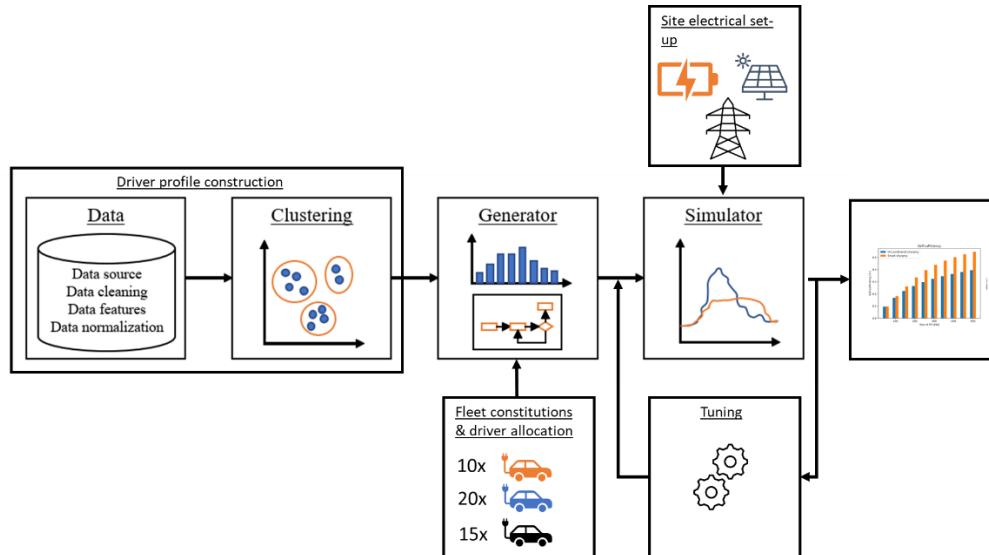 Site electrical set-
up
Driver profile construction
Data
Data source
Data cleaning
Data features
Data normalization
Clustering
Generator
Simulator
Fleet constitutions
& driver allocation
10x
20x
15x
Tuning